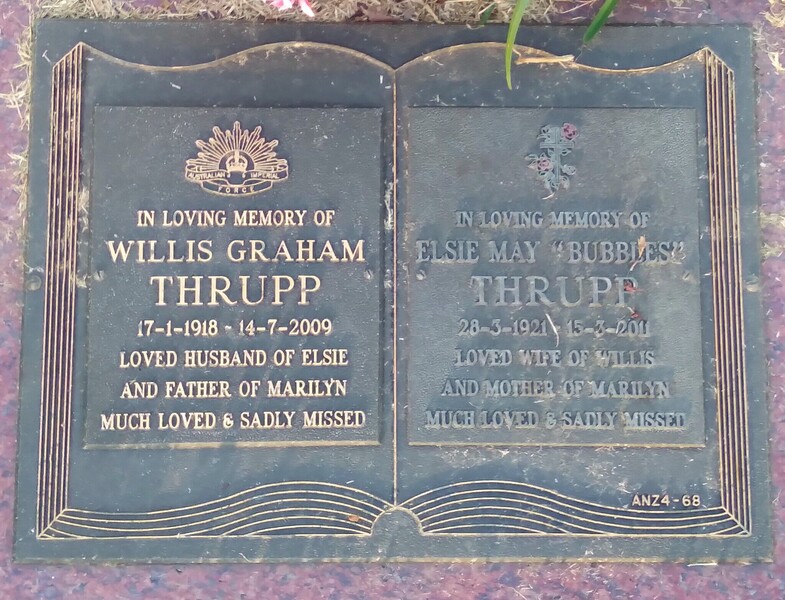 AUSTRALIAN IMPERIAL
FORCE
IN LOVING MEMORY OF
WILLIS GRAHAM
THRUPP
17-1-1918 - 14-7-2009
LOVED HUSBAND OF ELSIE
AND FATHER OF MARILYN
MUCH LOVED & SADLY MISSED
IN LOVING MEMORY OF
ELSIE MAY "BUBBLES"
THRUPP
28-3-1921 - 15-3-2011
LOVED WIFE OF WILLIS
AND MOTHER OF MARILYN
MUCH LOVED & SADLY MISSED
ANZ4-68